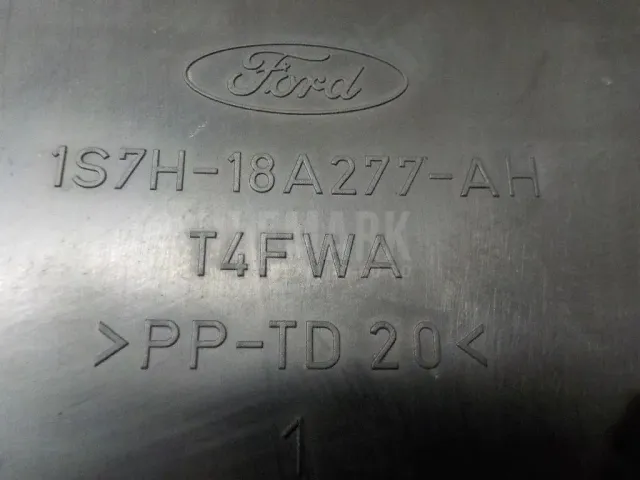 Ford
1S7H-18A277-AH
T4FWA
>PP-TD 20<
1